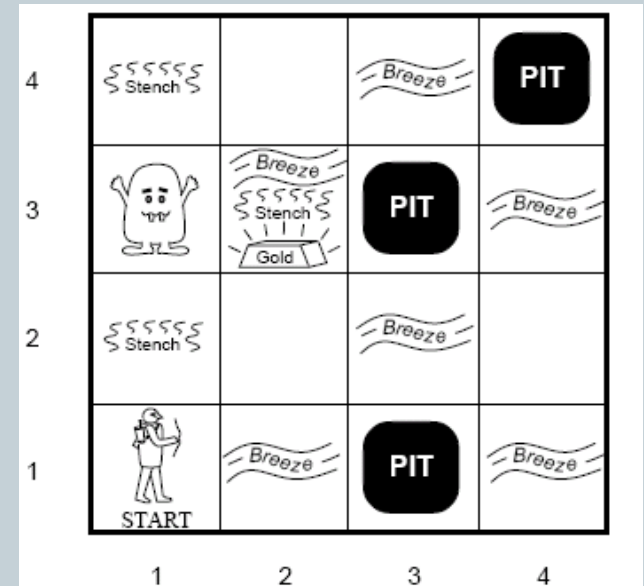 4
Stench
Breeze
PIT
3
Breeze
Stench
Gold
PIT
Breeze
2
Stench
Breeze
1
START
Breeze
PIT
Breeze
1 2 3 4